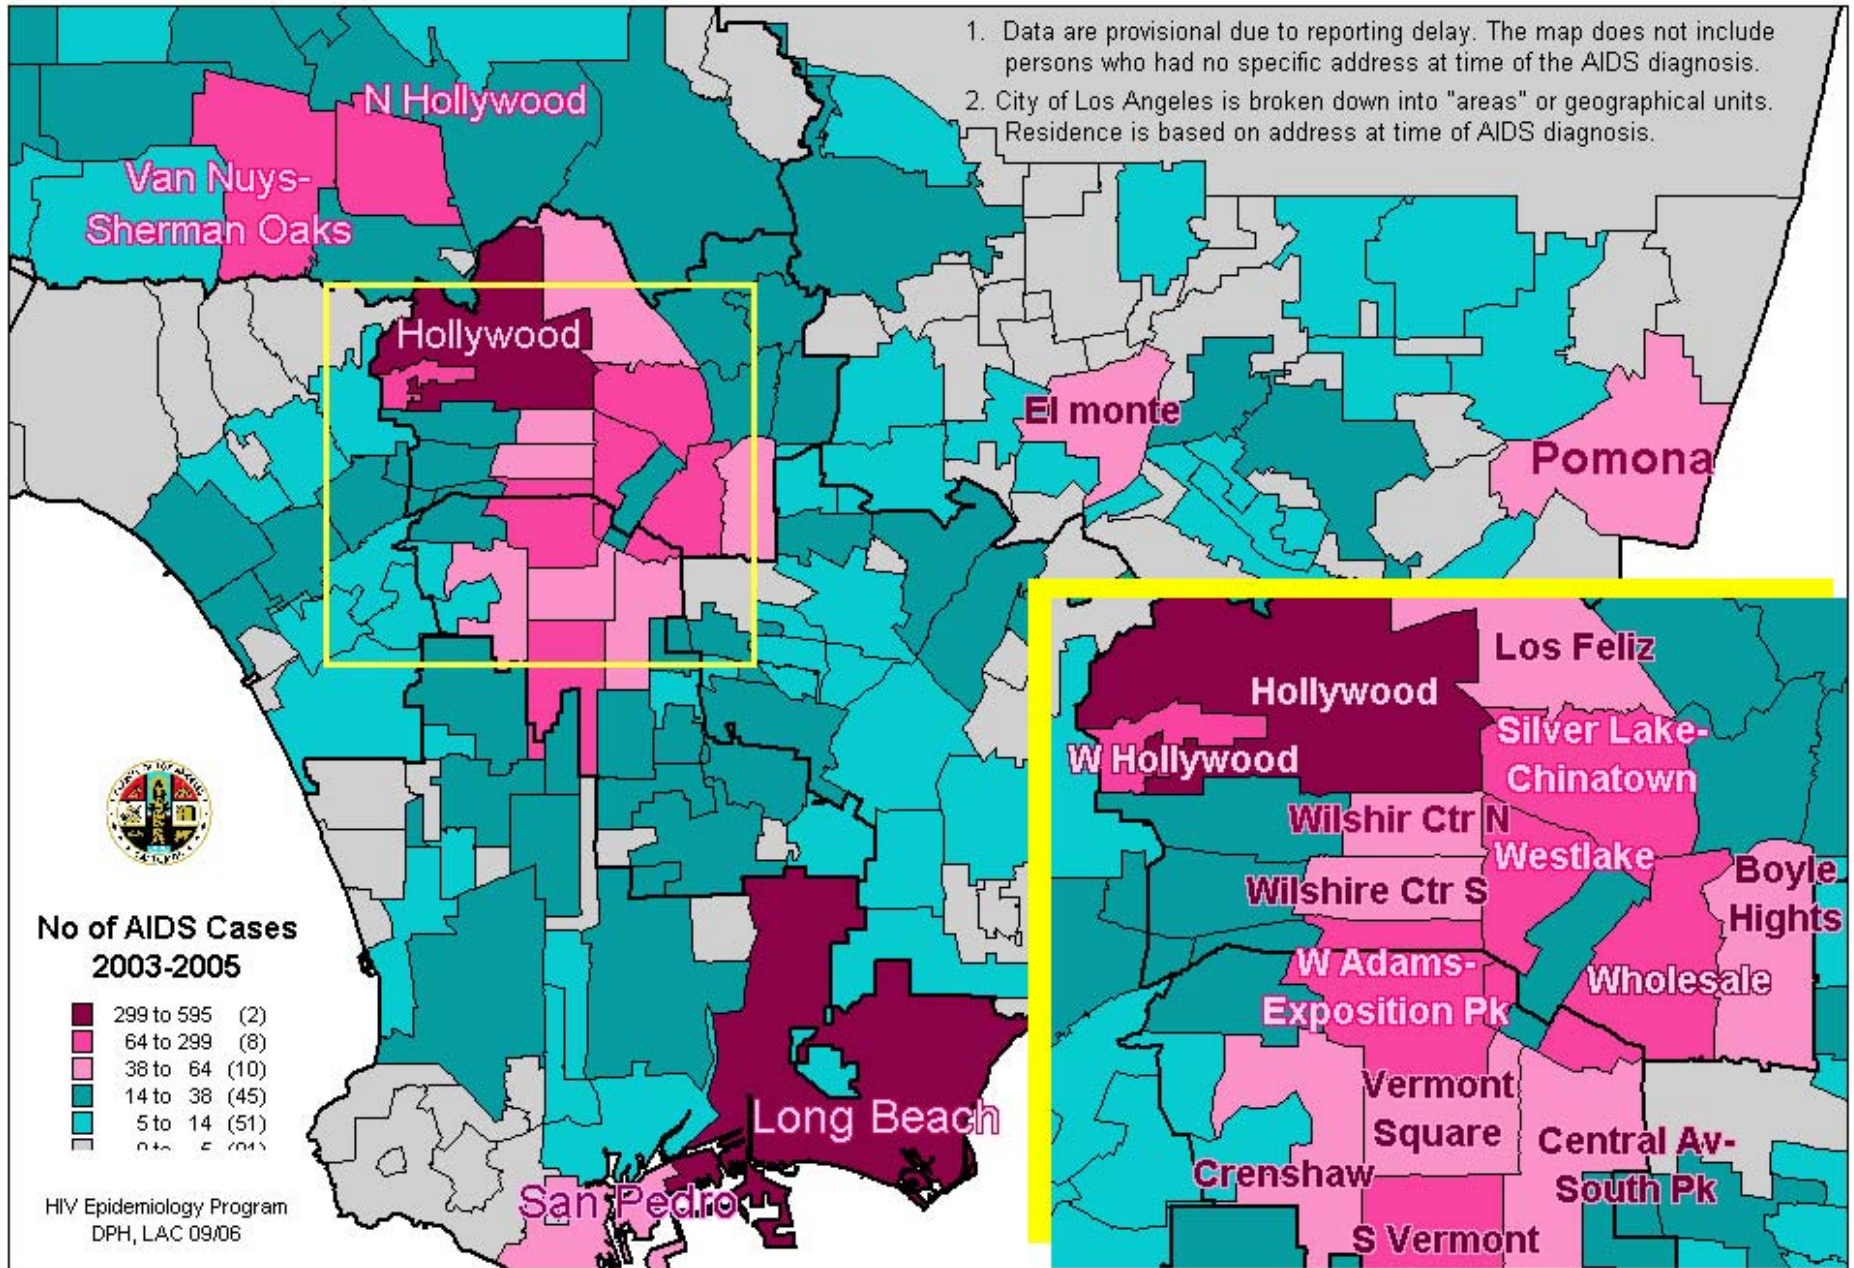 1. Data are provisional due to reporting delay. The map does not include
persons who had no specific address at time of the AIDS diagnosis.
2. City of Los Angeles is broken down into "areas" or geographical units.
Residence is based on address at time of AIDS diagnosis.
N Hollywood
Van Nuys-
Sherman Oaks
Hollywood
El monte
Pomona
Long Beach
San Pedro
No of AIDS Cases
2003-2005
299 to 595 (2)
64 to 299 (8)
38 to 64 (10)
14 to 38 (45)
5 to 14 (51)
HIV Epidemiology Program
DPH, LAC 09/06
Los Feliz
Hollywood
Silver Lake-
Chinatown
W Hollywood
Wilshir Ctr N
Westlake
Boyle
Hights
Wilshire Ctr S
W Adams-
Exposition Pk
Wholesale
Vermont
Square
Central Av-
South Pk
Crenshaw
S Vermont